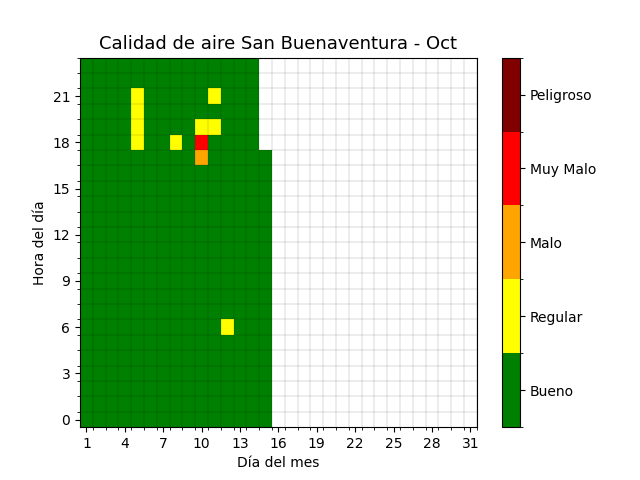 Calidad de aire San Buenaventura - Oct
Hora del día
21
18
15
12
9
6
3
0
1 4 7 10 13 16 19 22 25 28 31
Día del mes
Peligroso
Muy Malo
Malo
Regular
Bueno